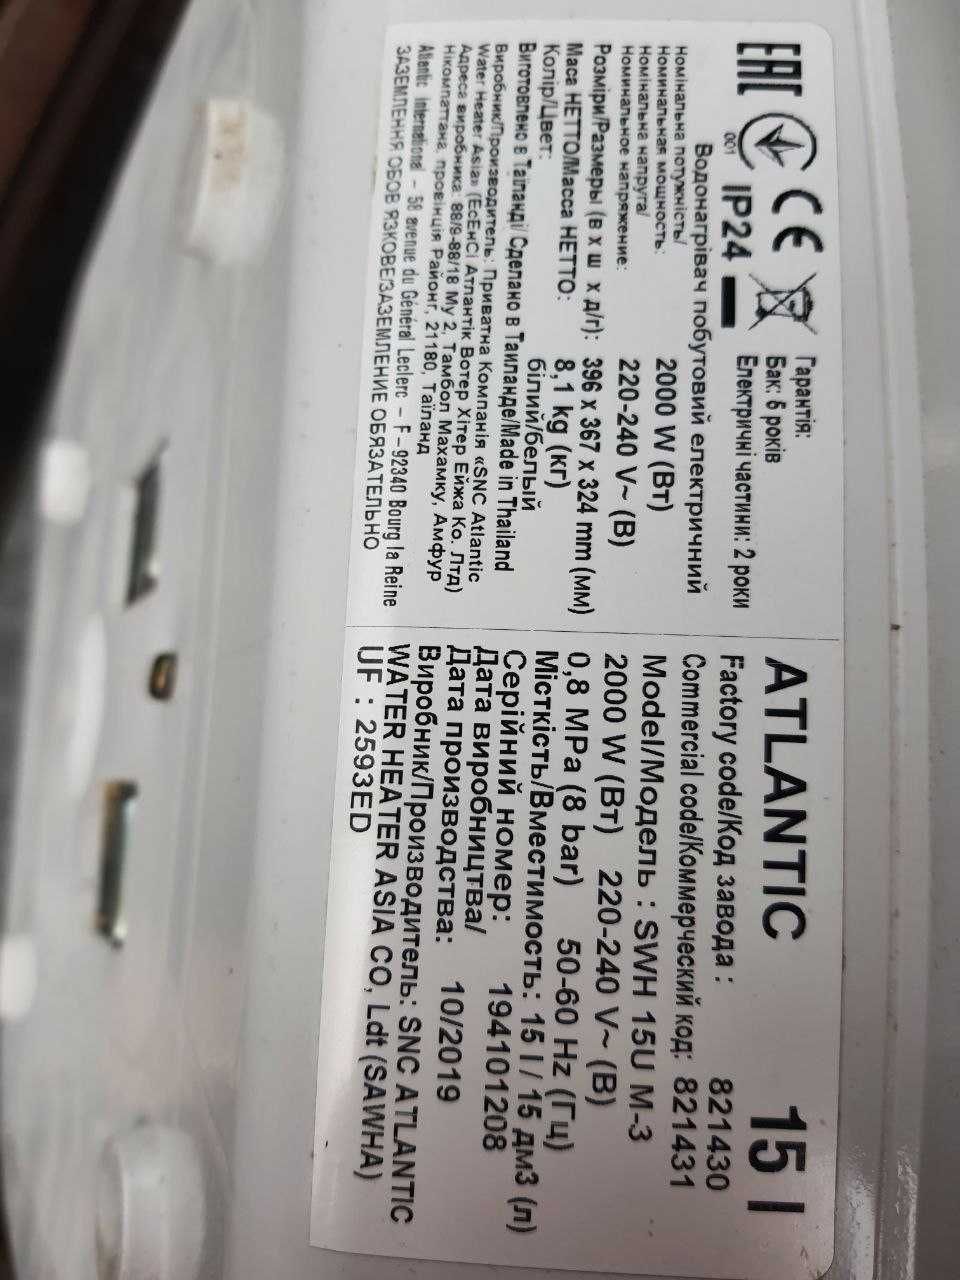 EAC CE
001 IP24
Гарантія:
Бак: 5 років
Електричні частини: 2 роки
Водонагрівач побутовий електричний
Номінальна потужність/
Номинальная мощность: 2000 W (Вт)
Номінальна напруга/
Номинальное напряжение: 220-240 V~ (В)
Розміри/Размеры (в х ш х д/г): 396 x 367 x 324 mm (мм)
Маса НЕТТО/Масса НЕТТО: 8,1 kg (кг)
Колір/Цвет: білий/белый
Виготовлено в Таїланді/ Сделано в Таиланде/Made in Thailand
Виробник/Производитель: Приватна Компанія «SNC Atlantic
Water Heater Asia» (ЕсЕнСі Атлантік Вотер Хітер Ейжа Ко. Лтд)
Адреса виробника: 88/9-88/18 Му 2, Тамбол Махамку, Амфур
Нікомпаттана, провінція Районг, 21180, Таїланд
Atlantic International – 58 avenue du Général Leclerc – F – 92340 Bourg la Reine
ЗАЗЕМЛЕННЯ ОБОВ ЯЗКОВЕ/ЗАЗЕМЛЕНИЕ ОБЯЗАТЕЛЬНО
ATLANTIC 15 l
Factory code/Код завода : 821430
Commercial code/Коммерческий код: 821431
Model/Модель : SWH 15U M-3
2000 W (Вт) 220-240 V~ (В)
0,8 MPa (8 bar) 50-60 Hz (Гц)
Місткість/Вместимость: 15 l / 15 дм3 (л)
Серійний номер: 194101208
Дата виробництва/
Дата производства: 10/2019
Виробник/Производитель: SNC ATLANTIC
WATER HEATER ASIA CO, Ldt (SAWHA)
UF : 2593ED